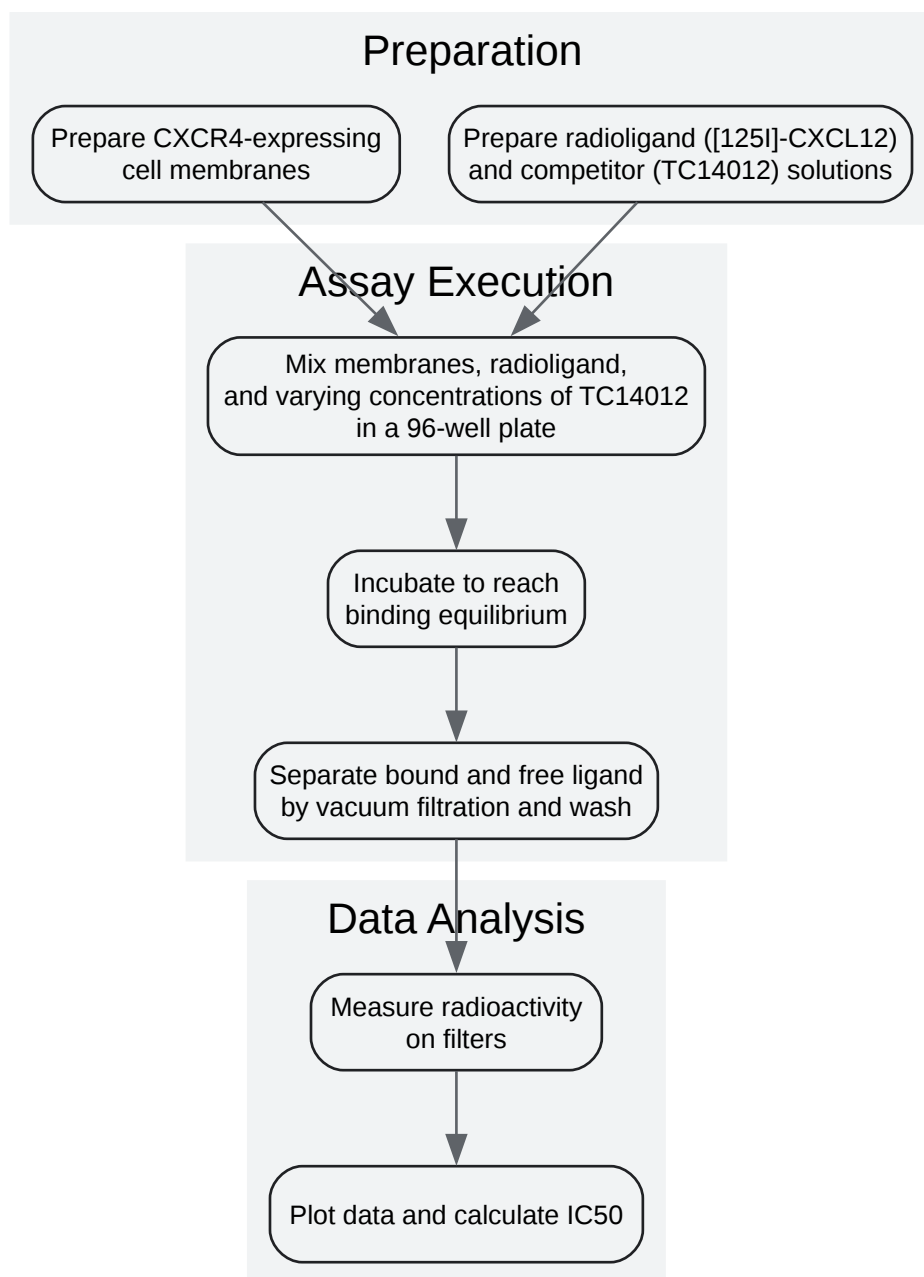 Preparation
Prepare CXCR4-expressing
cell membranes
Prepare radioligand ([125I]-CXCL12)
and competitor (TC14012) solutions
Assay Execution
Mix membranes, radioligand,
and varying concentrations of TC14012
in a 96-well plate
Incubate to reach
binding equilibrium
Separate bound and free ligand
by vacuum filtration and wash
Data Analysis
Measure radioactivity
on filters
Plot data and calculate IC50